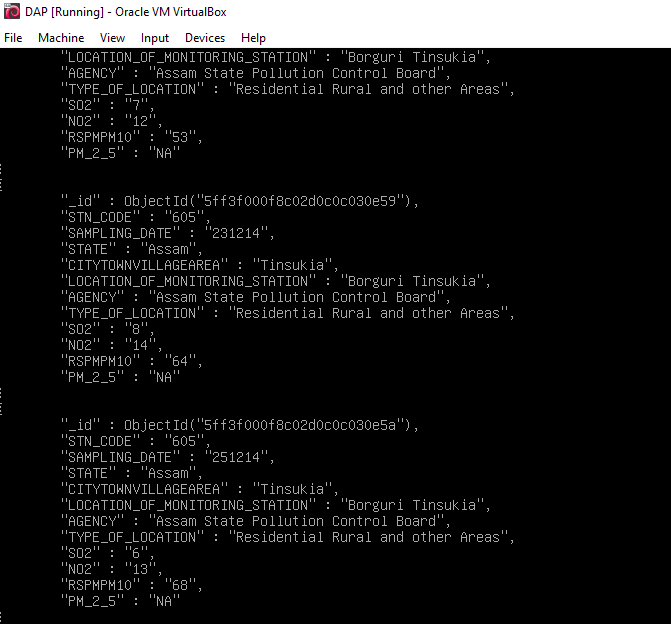 DAP [Running] - Oracle VM VirtualBox
File Machine View Input Devices Help
"LOCATION_OF_MONITORING_STATION" : "Borguri Tinsukia",
"AGENCY" : "Assam State Pollution Control Board",
"TYPE_OF_LOCATION" : "Residential Rural and other Areas",
"SO2" : "7",
"NO2" : "12",
"RSPMPM10" : "53",
"PM_2_5" : "NA"
"_id" : ObjectId("5ff3f000f8c02d0c0c030e59"),
"STN_CODE" : "605",
"SAMPLING_DATE" : "231214",
"STATE" : "Assam",
"CITYTOWNVILLAGEAREA" : "Tinsukia",
"LOCATION_OF_MONITORING_STATION" : "Borguri Tinsukia",
"AGENCY" : "Assam State Pollution Control Board",
"TYPE_OF_LOCATION" : "Residential Rural and other Areas",
"SO2" : "8",
"NO2" : "14",
"RSPMPM10" : "64",
"PM_2_5" : "NA"
"_id" : ObjectId("5ff3f000f8c02d0c0c030e5a"),
"STN_CODE" : "605",
"SAMPLING_DATE" : "251214",
"STATE" : "Assam",
"CITYTOWNVILLAGEAREA" : "Tinsukia",
"LOCATION_OF_MONITORING_STATION" : "Borguri Tinsukia",
"AGENCY" : "Assam State Pollution Control Board",
"TYPE_OF_LOCATION" : "Residential Rural and other Areas",
"SO2" : "6",
"NO2" : "13",
"RSPMPM10" : "68",
"PM_2_5" : "NA"